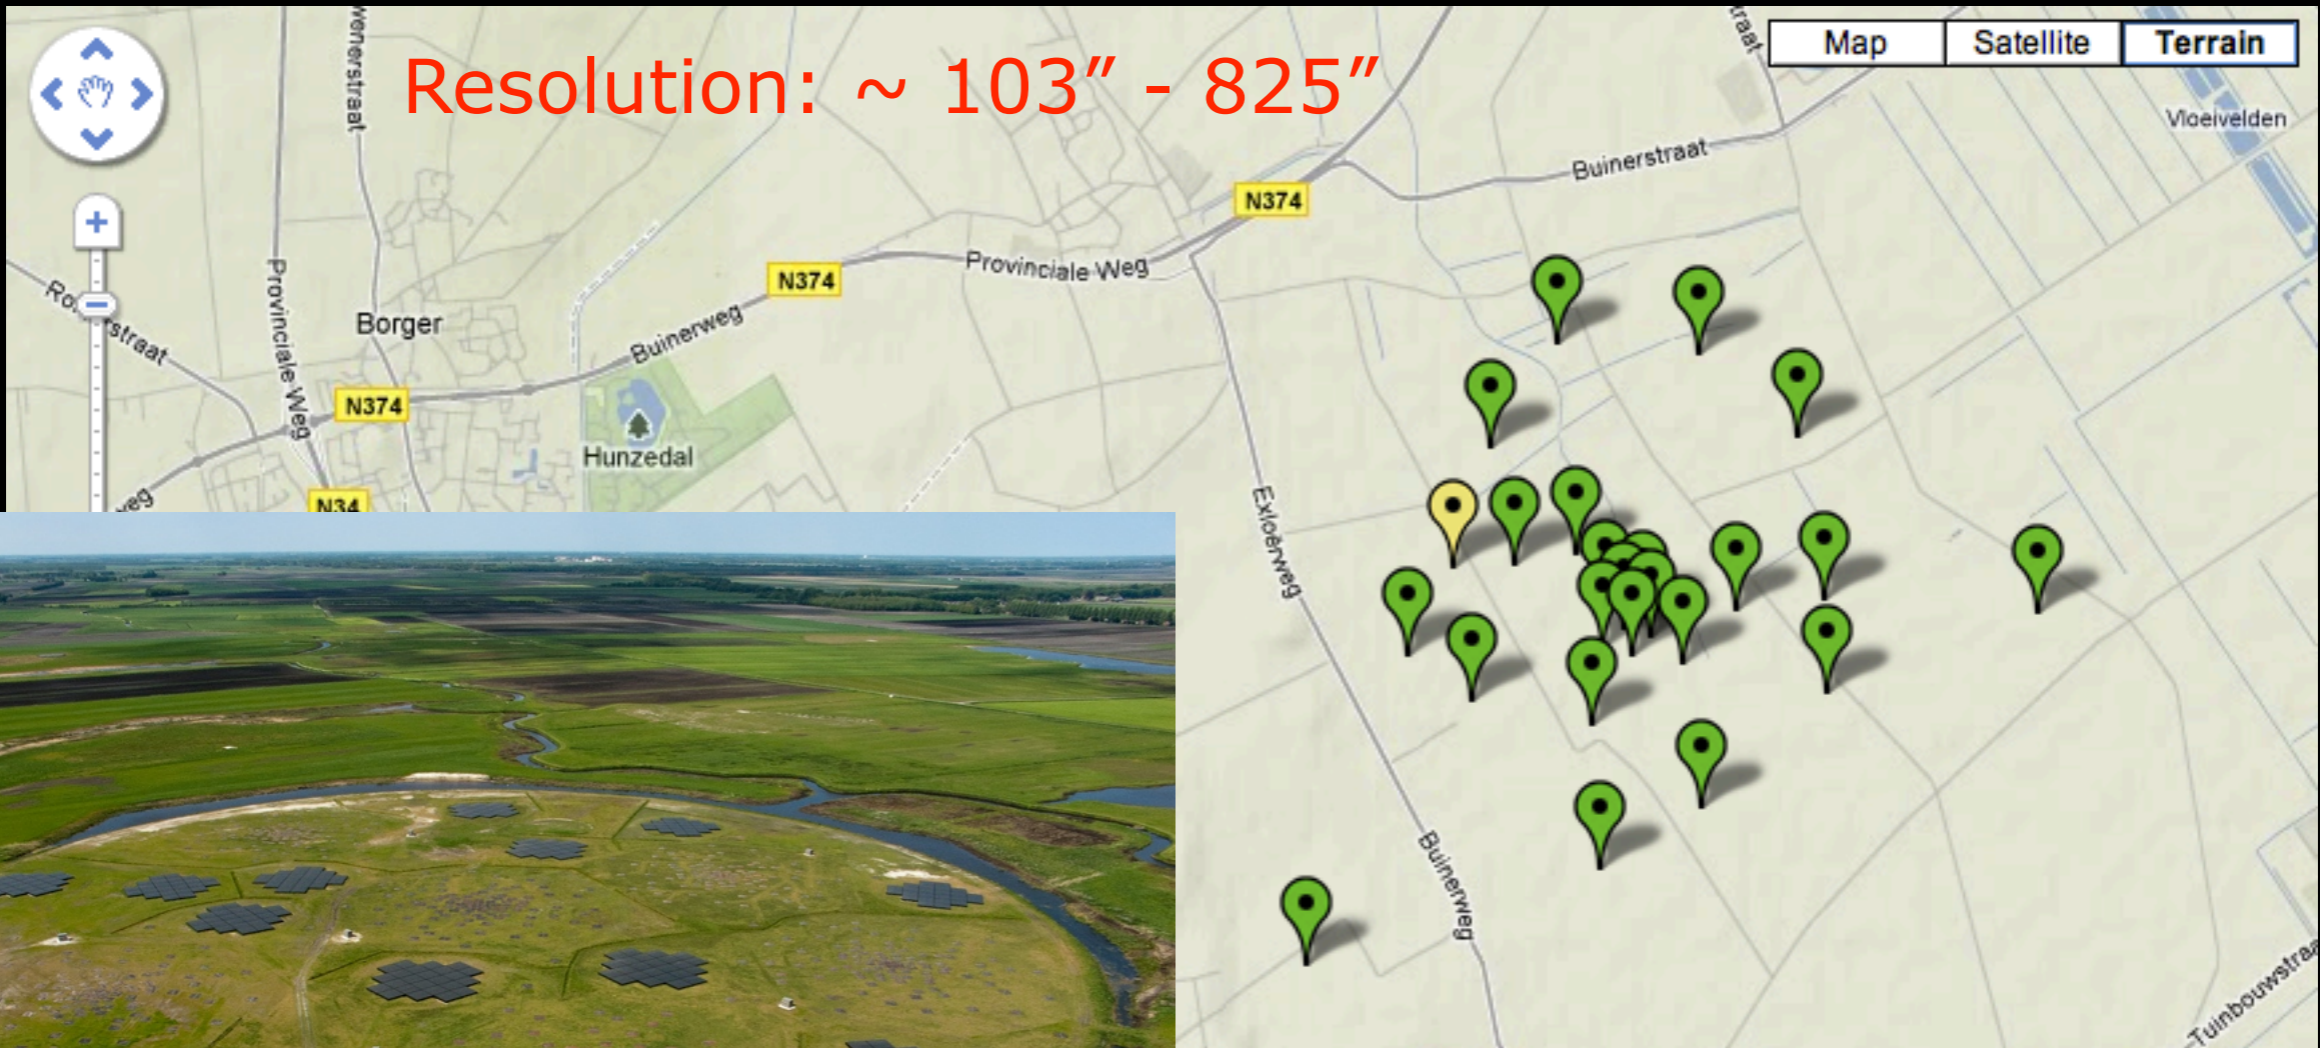 Resolution: ~ 103” - 825”
Map
Satellite
Terrain
Vloeivelden
Buinerstraat
N374
Provinciale Weg
N374
Buinerweg
Borger
Provinciale Weg
N374
Hunzedal
N34
Exloërweg
Buinerweg